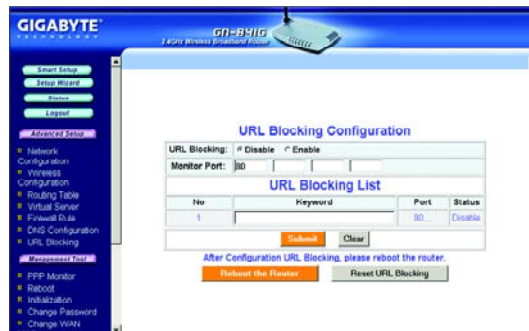 GIGABYTE
TECHNOLOGY
GN-B41G
2.4GHz Wireless Broadband Router
Smart Setup
Setup Wizard
Status
Logout
Advanced Setup
Network
Configuration
Wireless
Configuration
Routing Table
Virtual Server
Firewall Rule
DNS Configuration
URL Blocking
Management Tool
PPP Monitor
Reboot
Initialization
Change Password
Change WAN
URL Blocking Configuration
URL Blocking: Disable Enable
Monitor Port: 80
URL Blocking List
No Keyword Port Status
1 80... Disable
Submit Clear
After Configuration URL Blocking, please reboot the router.
Reboot the Router Reset URL Blocking